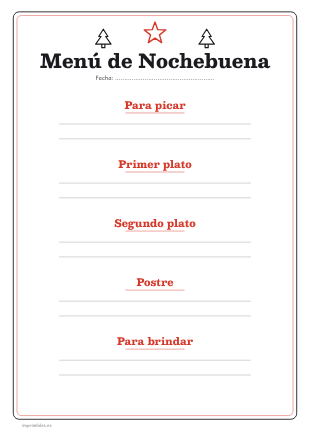 Menú de Nochebuena
Fecha: ..................................................
Para picar
Primer plato
Segundo plato
Postre
Para brindar